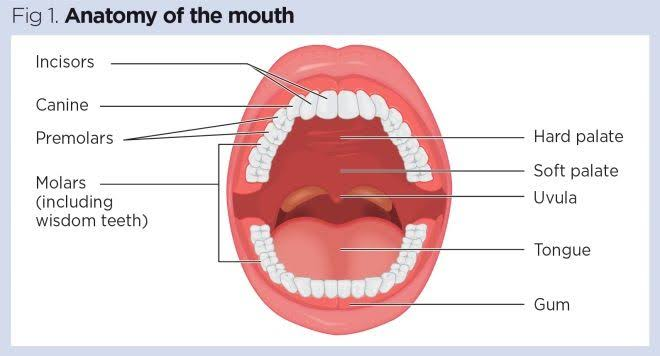 Fig 1. Anatomy of the mouth
Incisors
Canine
Premolars
Molars
(including
wisdom teeth)
Hard palate
Soft palate
Uvula
Tongue
Gum